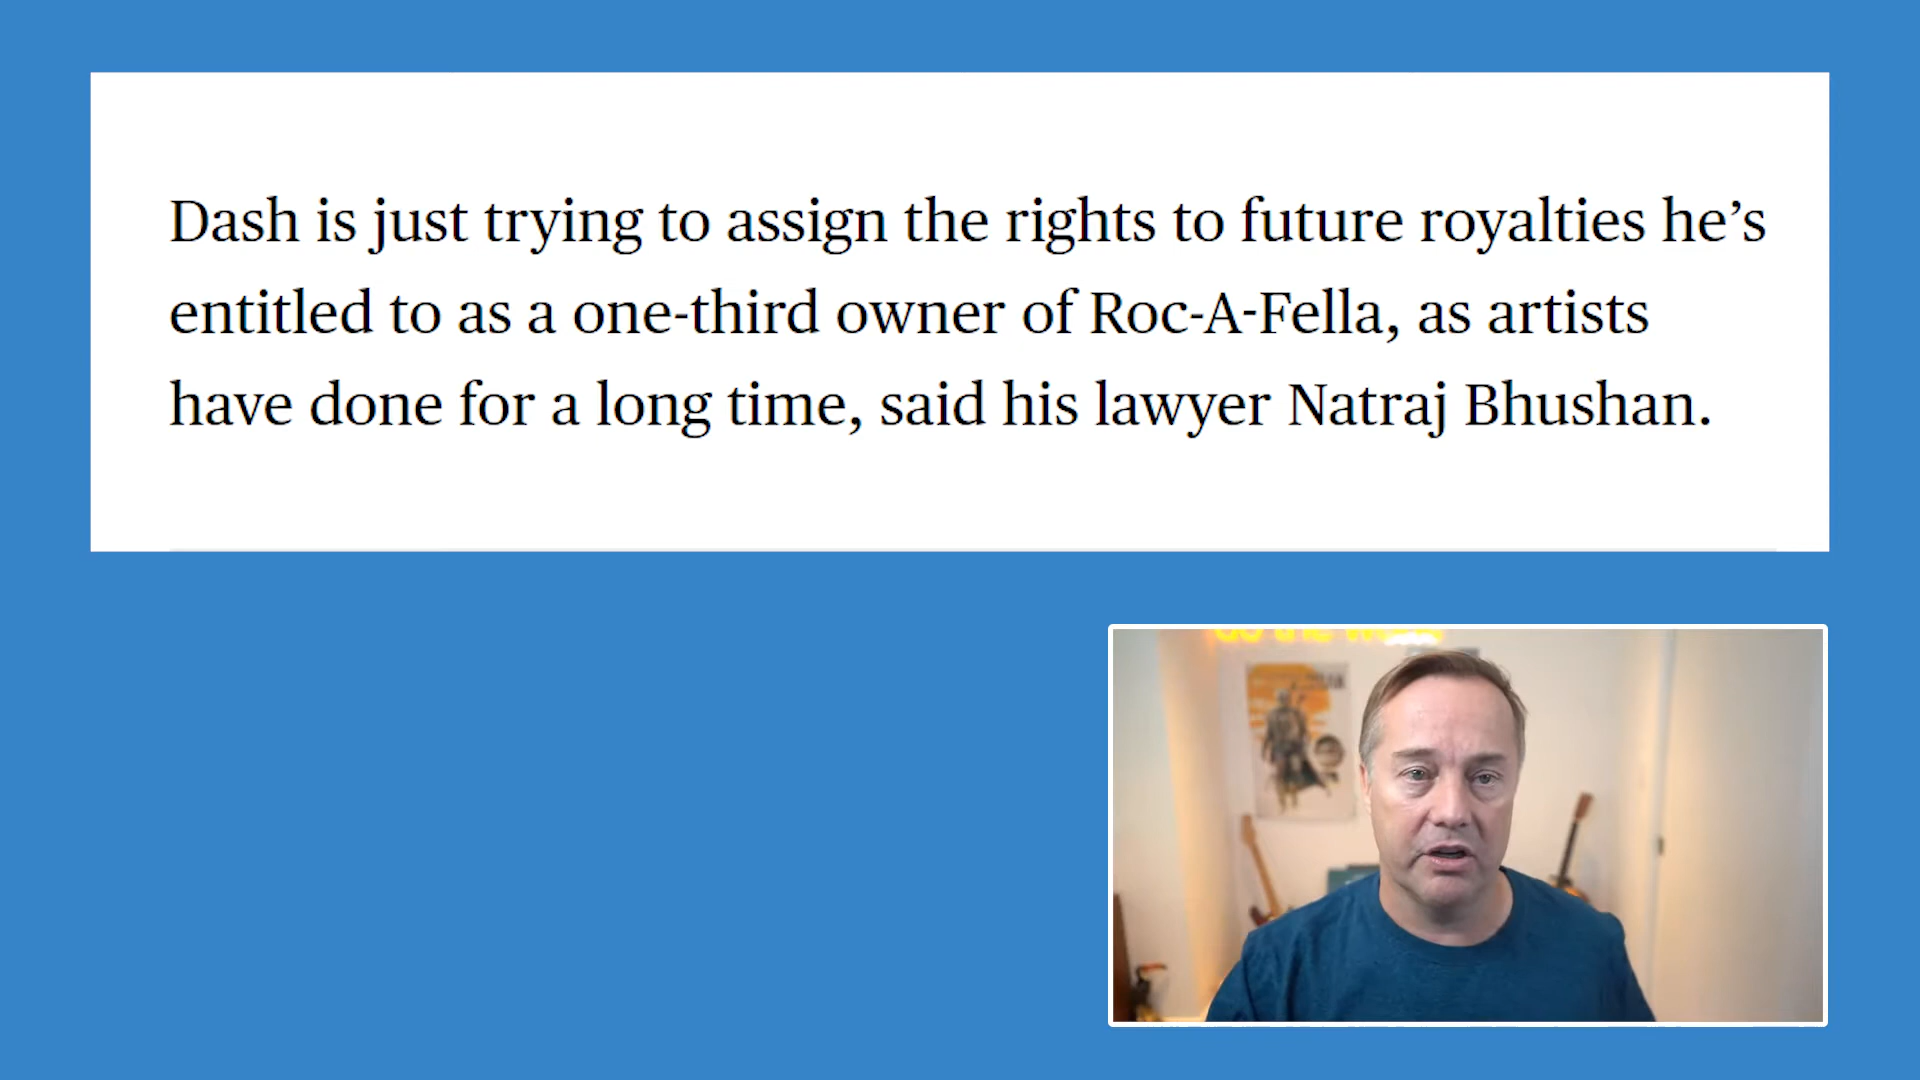 Dash is just trying to assign the rights to future royalties he’s
entitled to as a one-third owner of Roc-A-Fella, as artists
have done for a long time, said his lawyer Natraj Bhushan.